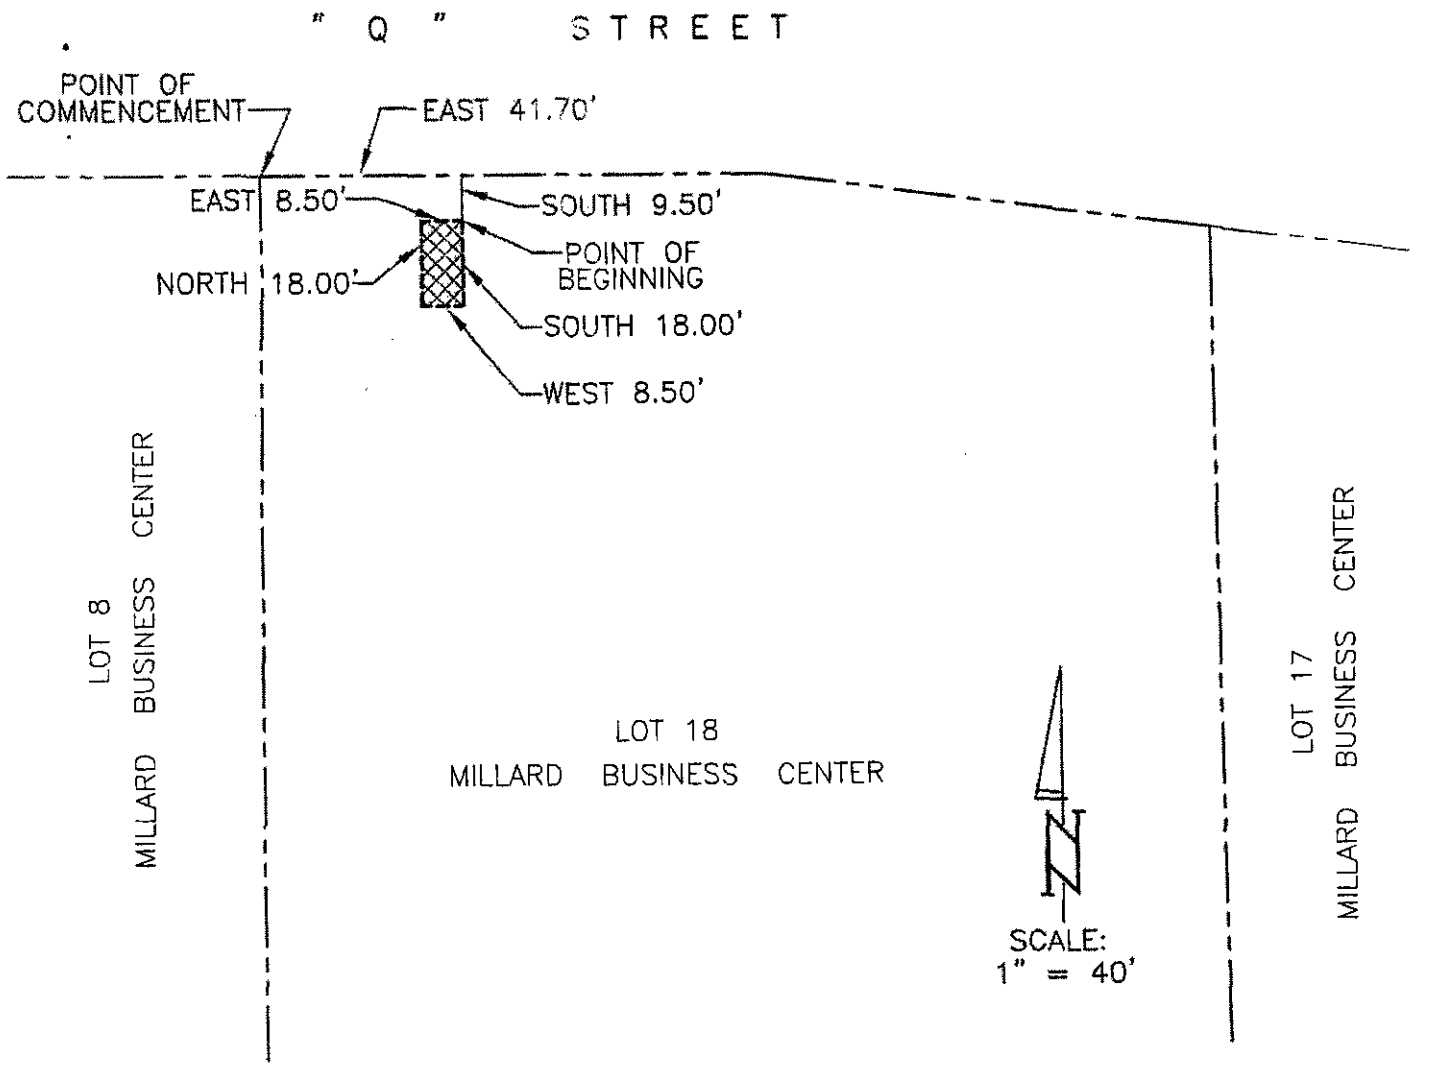 " Q " STREET
POINT OF
COMMENCEMENT
EAST 41.70'
EAST 8.50'
SOUTH 9.50'
POINT OF
BEGINNING
NORTH 18.00'
SOUTH 18.00'
WEST 8.50'
LOT 8
MILLARD BUSINESS CENTER
LOT 18
MILLARD BUSINESS CENTER
LOT 17
MILLARD BUSINESS CENTER
N
SCALE:
1" = 40'